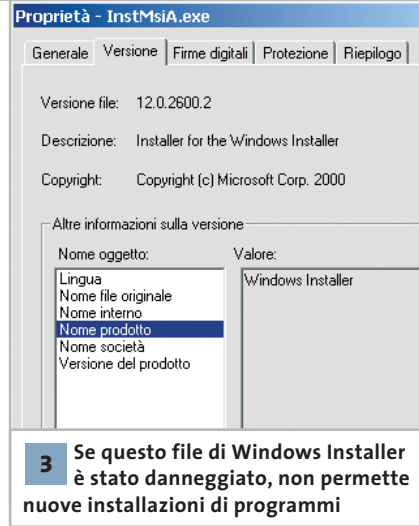 Proprietà - InstMsiA.exe
Generale Versione Firme digitali Protezione Riepilogo
Versione file: 12.0.2600.2
Descrizione: Installer for the Windows Installer
Copyright: Copyright (c) Microsoft Corp. 2000
Altre informazioni sulla versione
Nome oggetto: Valore:
Lingua Windows Installer
Nome file originale
Nome interno
Nome prodotto
Nome società
Versione del prodotto
3 Se questo file di Windows Installer
è stato danneggiato, non permette
nuove installazioni di programmi